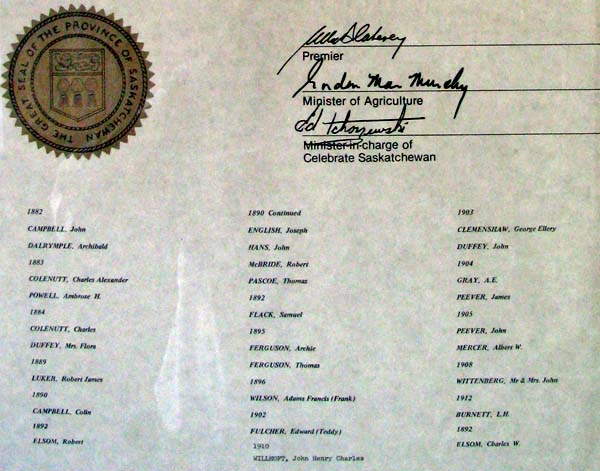 THE GREAT SEAL OF THE PROVINCE OF SASKATCHEWAN
Premier
Minister of Agriculture
Ed Tchorzewski
Minister-in-charge of
Celebrate Saskatchewan
1882
CAMPBELL, John
DALRYMPLE, Archibald
1883
COLENUTT, Charles Alexander
POWELL, Ambrose H.
1884
COLENUTT, Charles
DUFFEY, Mrs. Flora
1889
LUKER, Robert James
1890
CAMPBELL, Colin
1892
ELSOM, Robert
1890 Continued
ENGLISH, Joseph
HANS, John
McBRIDE, Robert
PASCOE, Thomas
1892
FLACK, Samuel
1895
FERGUSON, Archie
FERGUSON, Thomas
1896
WILSON, Adams Francis (Frank)
1902
FULCHER, Edward (Teddy)
1910
WILLMOTT, John Henry Charles
1903
CLEMENSHAW, George Ellery
DUFFEY, John
1904
GRAY, A.E.
PEEVER, James
1905
PEEVER, John
MERCER, Albert W.
1908
WITTENBERG, Mr & Mrs. John
1912
BURNETT, L.H.
1892
ELSOM, Charles W.